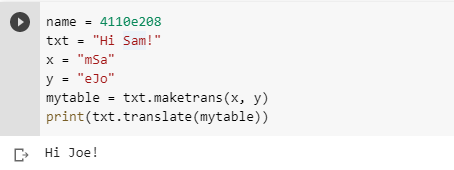 name = 4110e208
txt = "Hi Sam!"
x = "mSa"
y = "eJo"
mytable = txt.maketrans(x, y)
print(txt.translate(mytable))
Hi Joe!